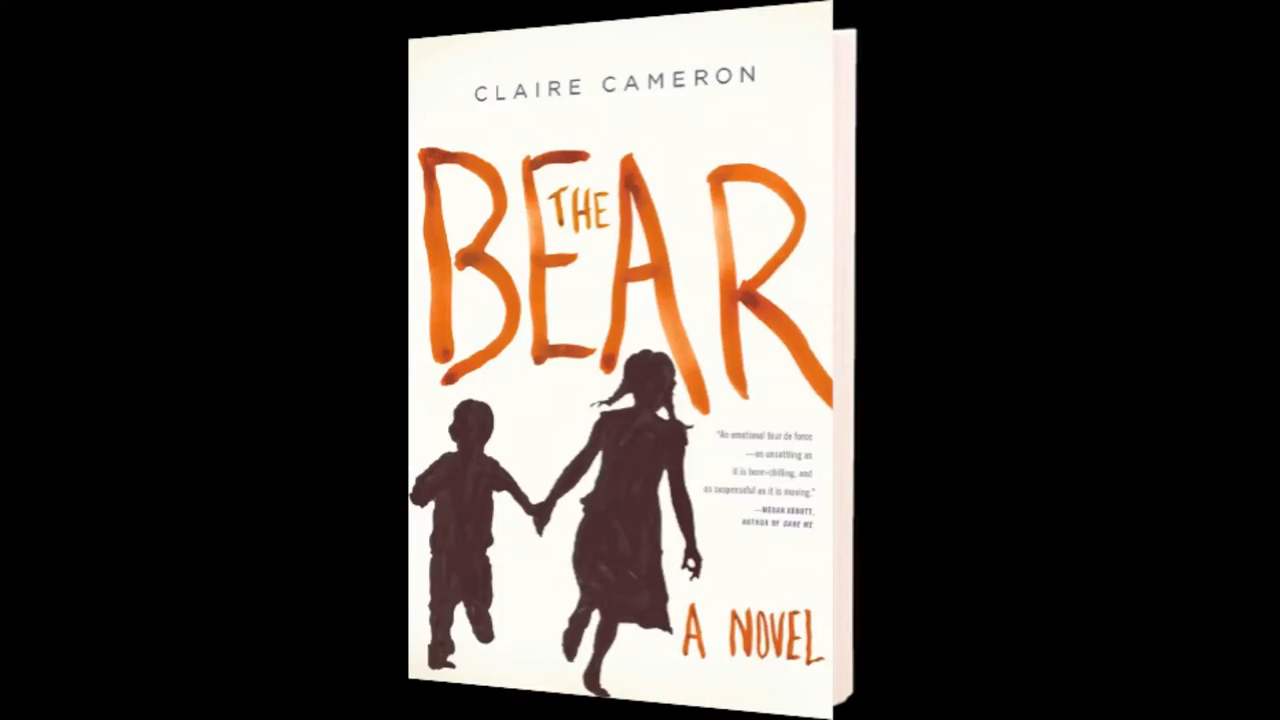 CLAIRE CAMERON
THE
BEAR
"An emotional tour de force
—as unsettling as
it is bone-chilling, and
as suspenseful as it is moving."
—MEGAN ABBOTT,
AUTHOR OF DARE ME
A NOVEL